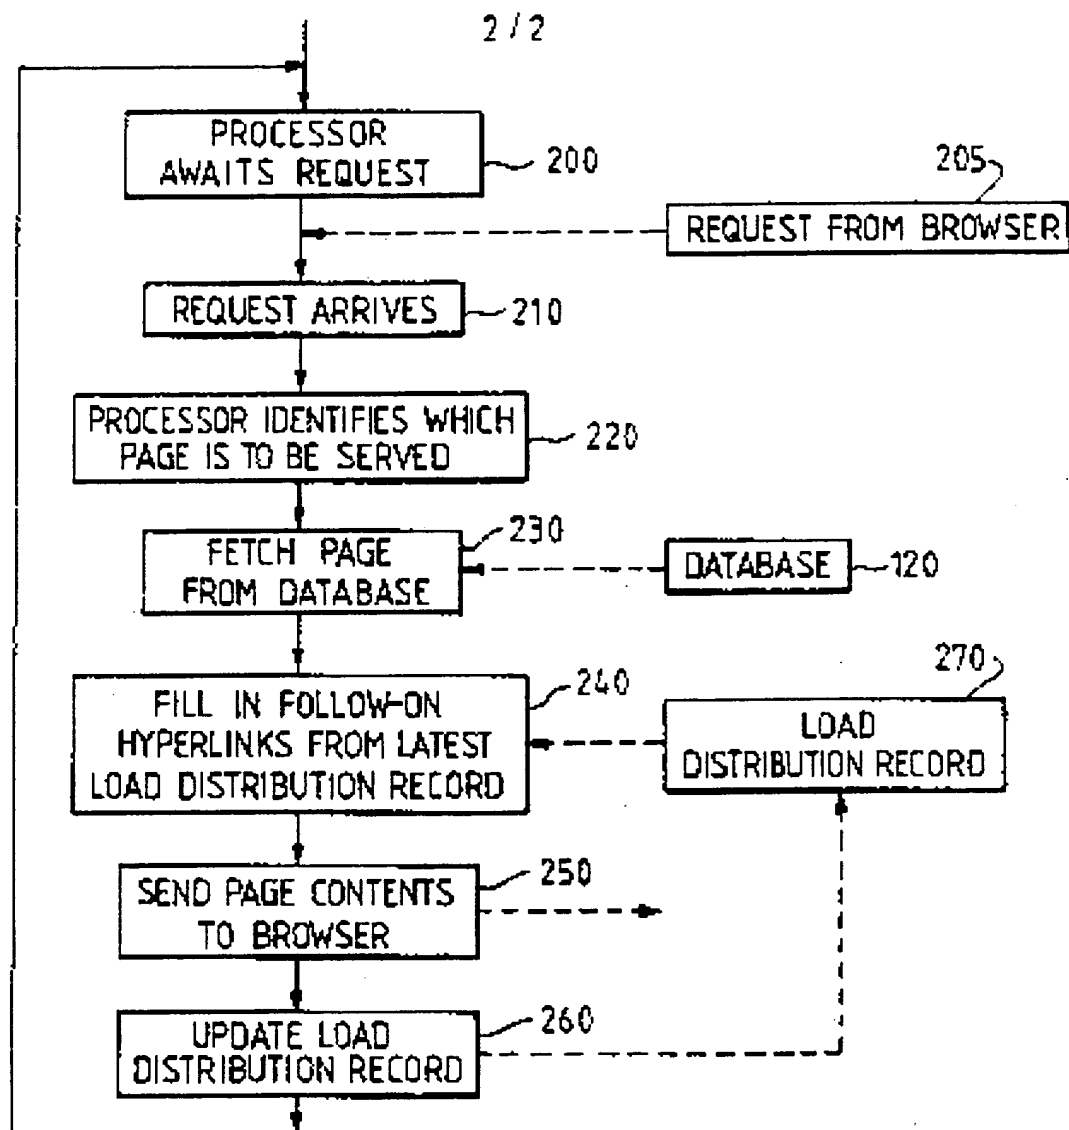 2/2
PROCESSOR
AWAITS REQUEST
200
205
REQUEST FROM BROWSER
REQUEST ARRIVES
210
PROCESSOR IDENTIFIES WHICH
PAGE IS TO BE SERVED
220
230
FETCH PAGE
FROM DATABASE
DATABASE
120
240
FILL IN FOLLOW-ON
HYPERLINKS FROM LATEST
LOAD DISTRIBUTION RECORD
270
LOAD
DISTRIBUTION RECORD
250
SEND PAGE CONTENTS
TO BROWSER
260
UPDATE LOAD
DISTRIBUTION RECORD